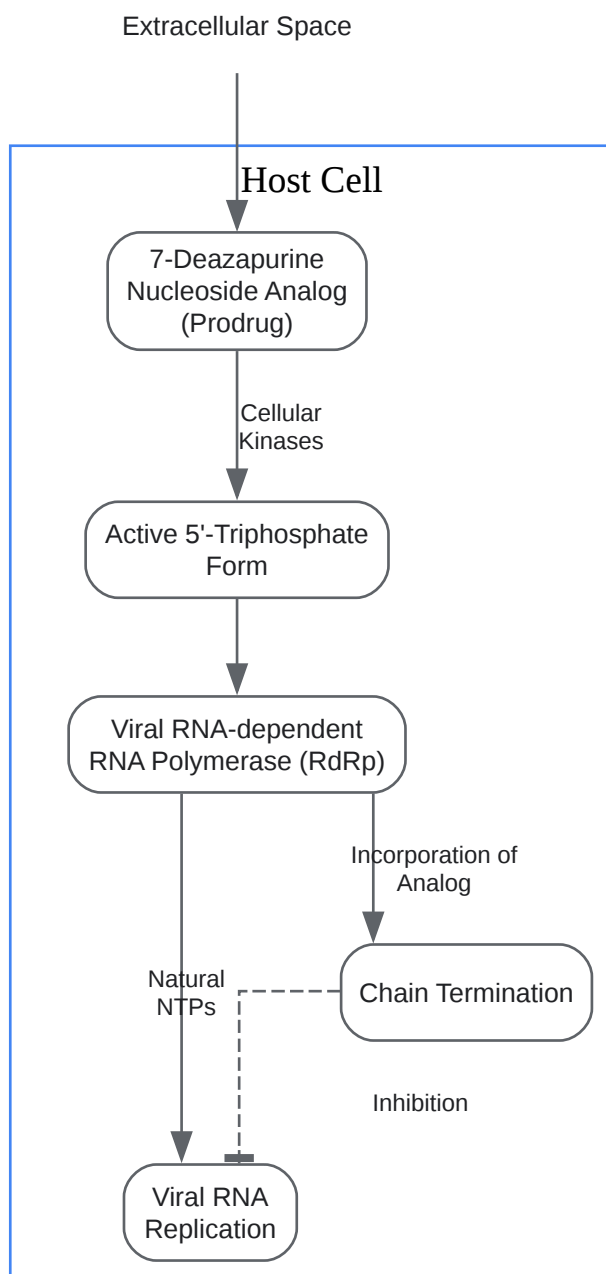 Extracellular Space
Host Cell
7-Deazapurine
Nucleoside Analog
(Prodrug)
Cellular
Kinases
Active 5'-Triphosphate
Form
Viral RNA-dependent
RNA Polymerase (RdRp)
Incorporation of
Analog
Natural
NTPs
Chain Termination
Inhibition
Viral RNA
Replication